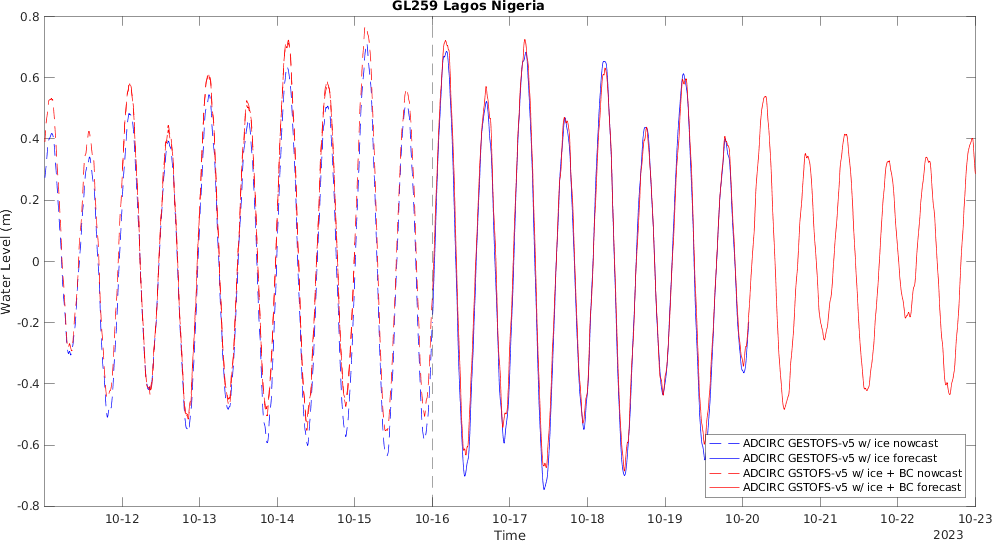 GL259 Lagos Nigeria
Water Level (m)
0.8
0.6
0.4
0.2
0
-0.2
-0.4
-0.6
-0.8
10-12 10-13 10-14 10-15 10-16 10-17 10-18 10-19 10-20 10-21 10-22 10-23
Time
2023
ADCIRC GESTOFS-v5 w/ ice nowcast
ADCIRC GESTOFS-v5 w/ ice forecast
ADCIRC GSTOFS-v5 w/ ice + BC nowcast
ADCIRC GSTOFS-v5 w/ ice + BC forecast